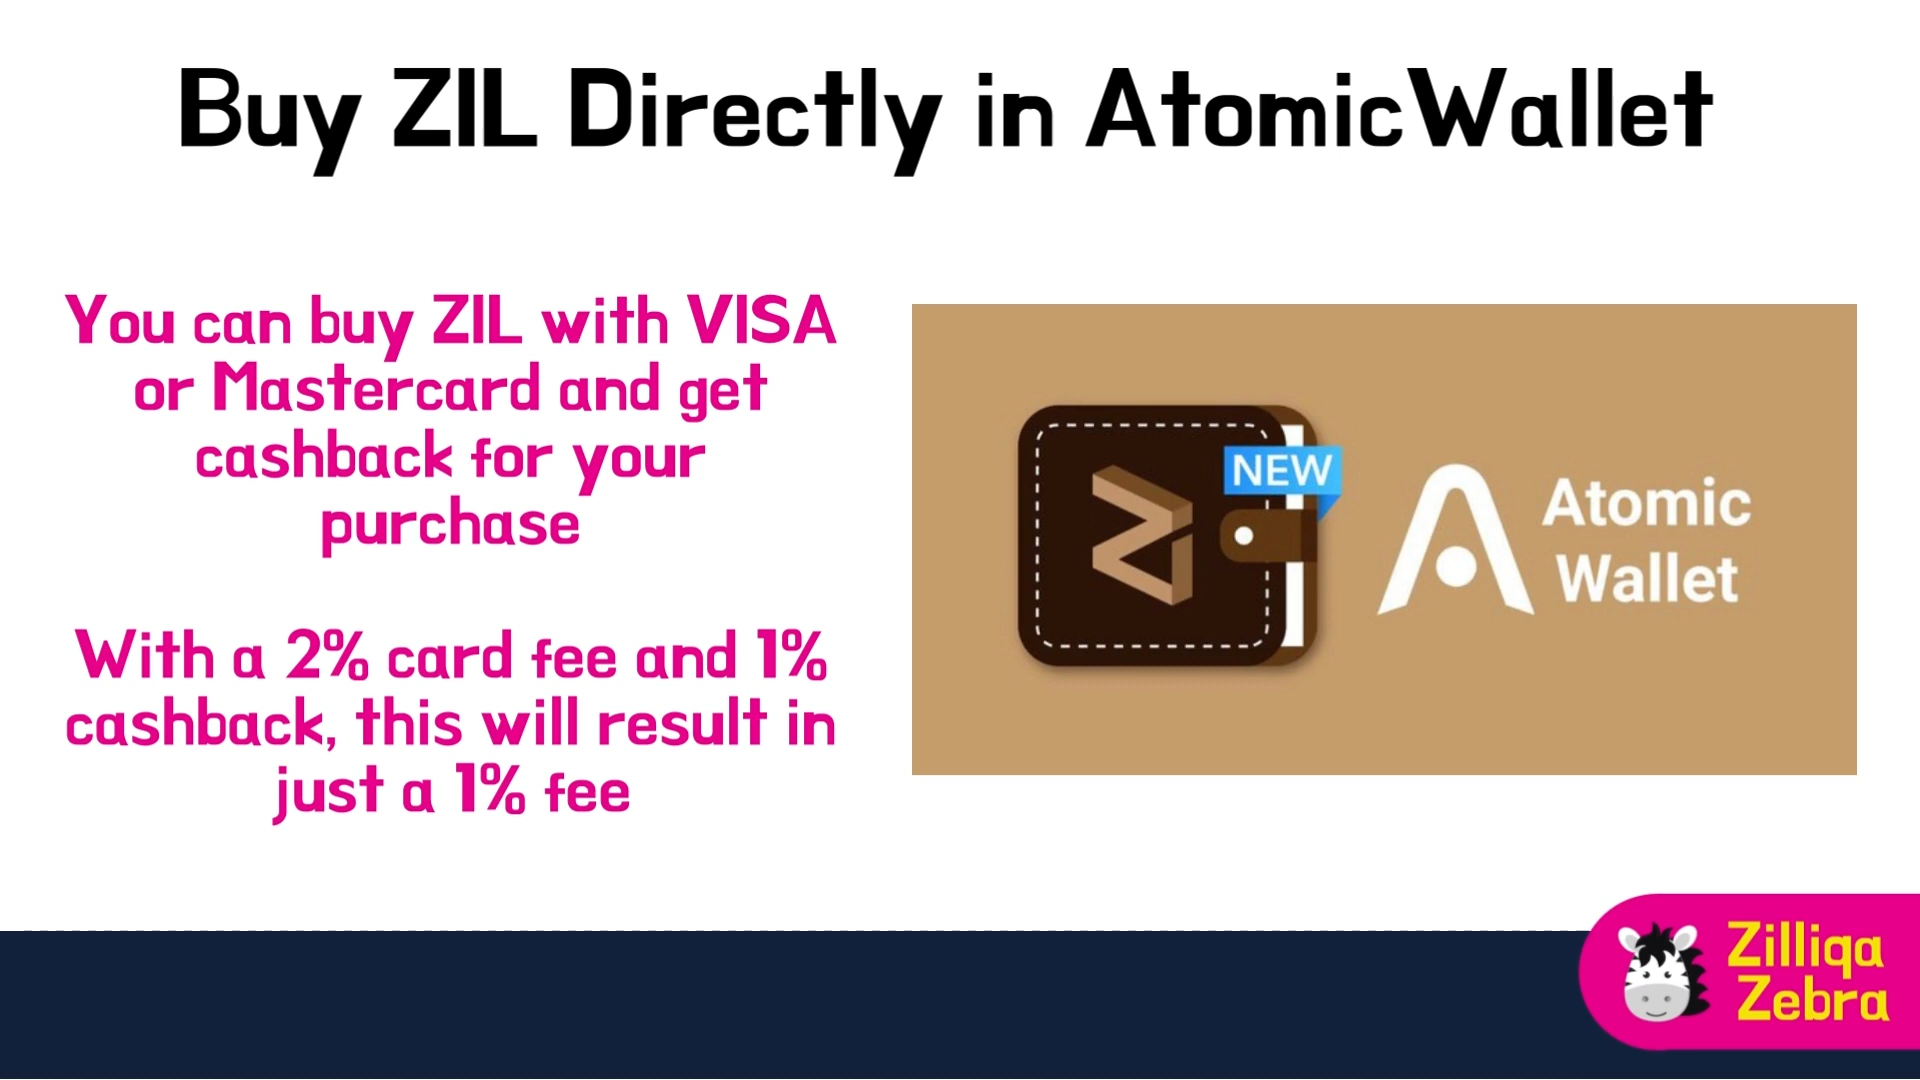 Buy ZIL Directly in AtomicWallet
You can buy ZIL with VISA
or Mastercard and get
cashback for your
purchase
With a 2% card fee and 1%
cashback, this will result in
just a 1% fee
NEW
Atomic
Wallet
Zilliqa
Zebra